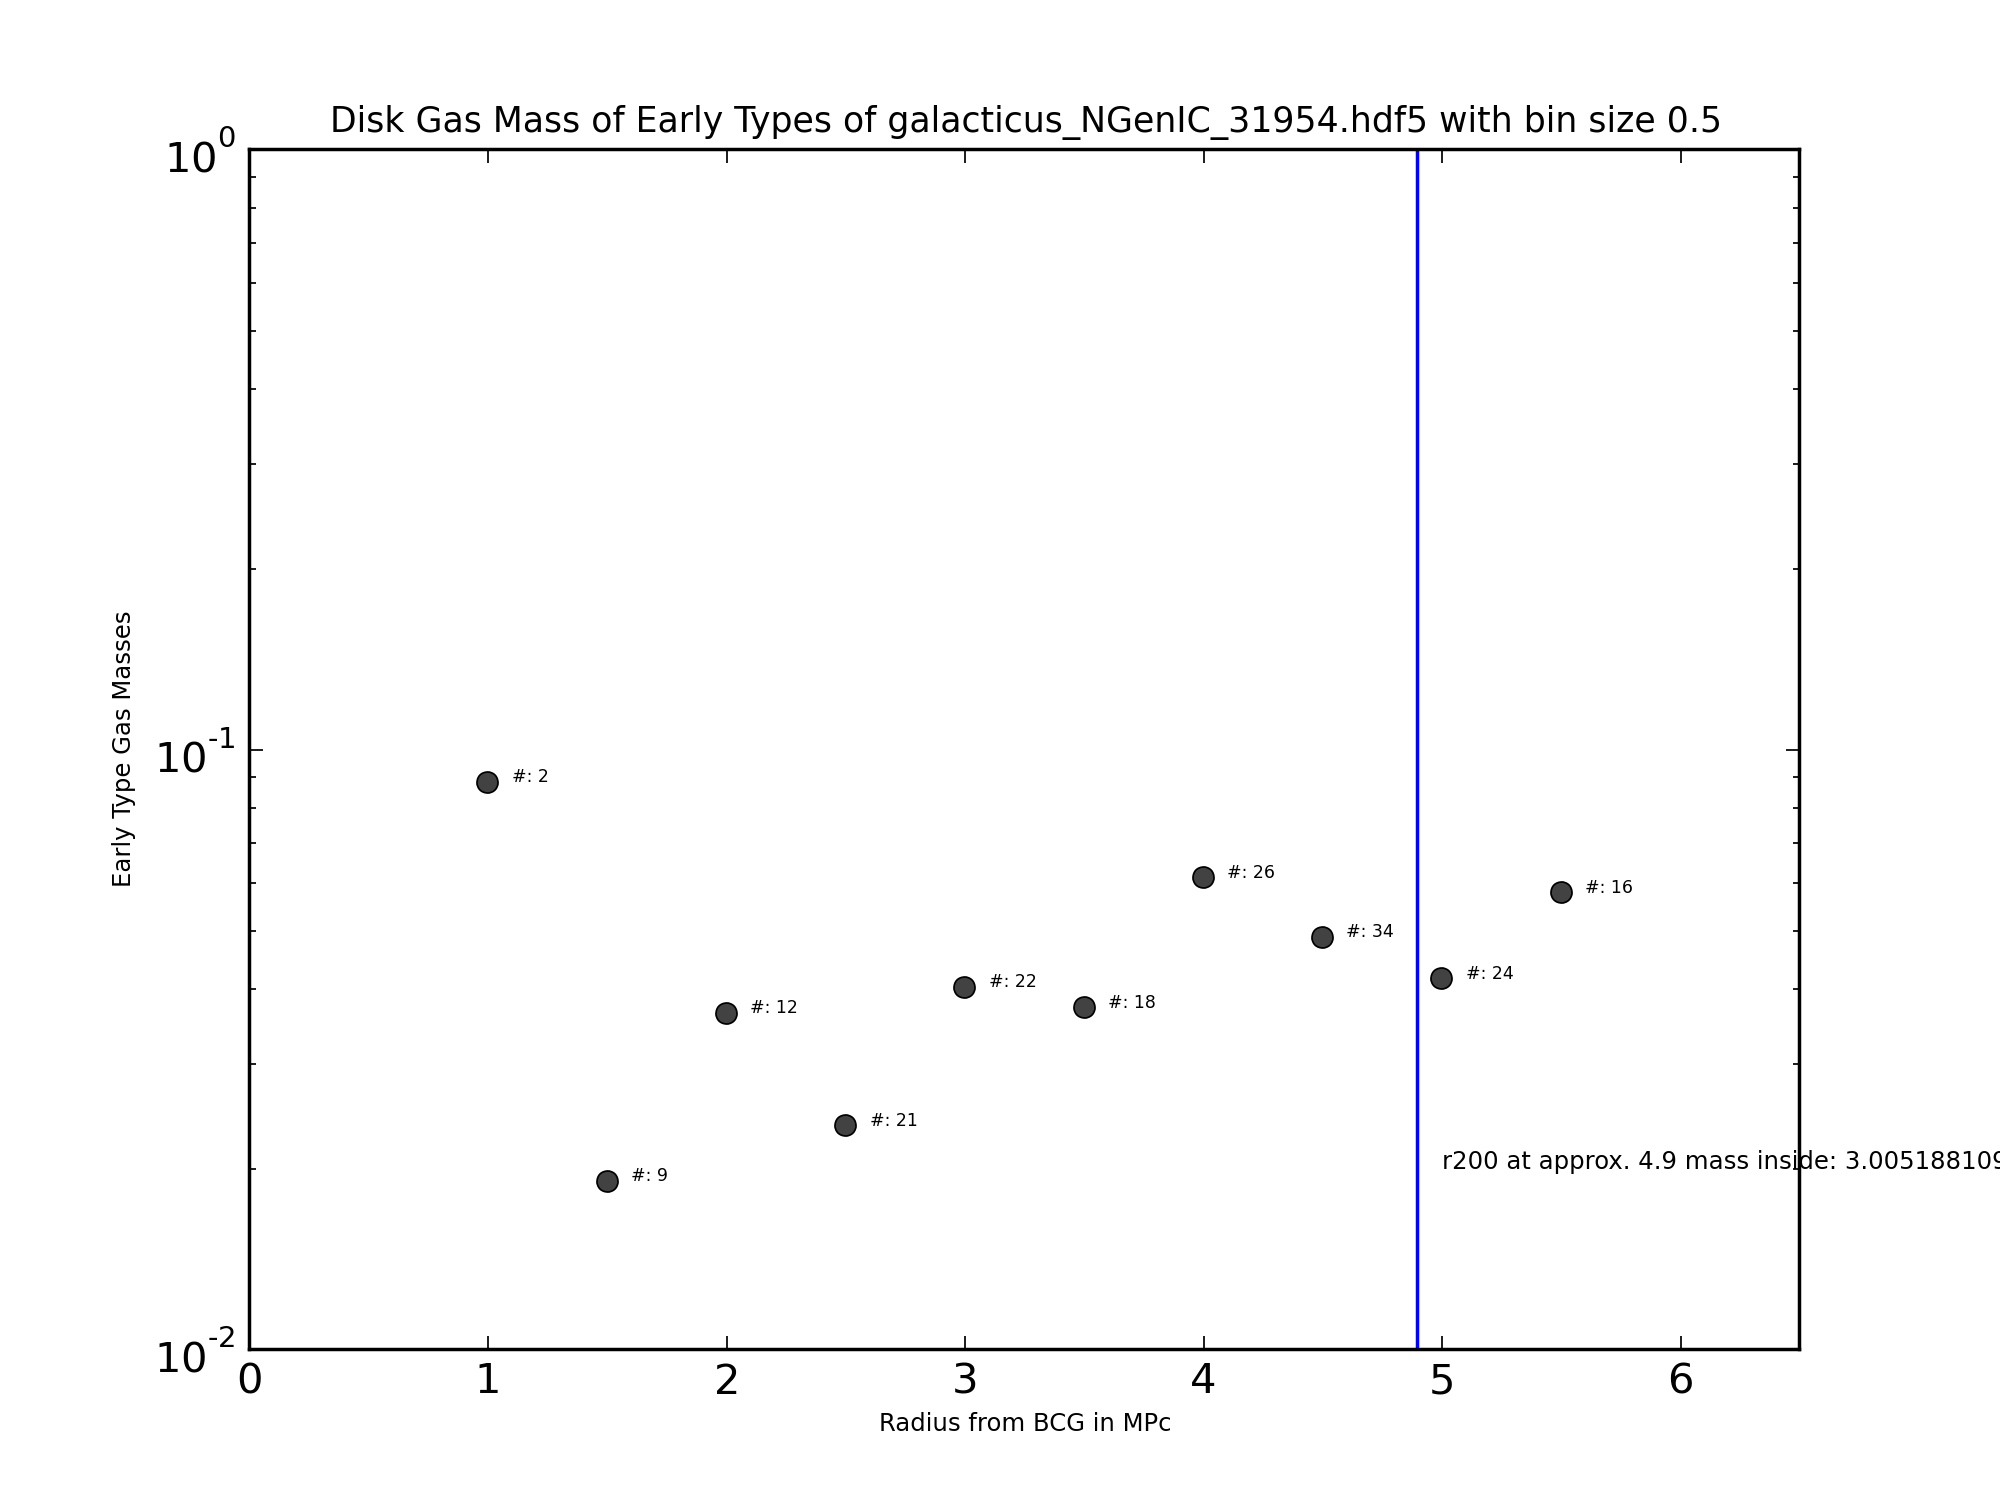 Disk Gas Mass of Early Types of galacticus_NGenIC_31954.hdf5 with bin size 0.5
10^0
10^-1
10^-2
Early Type Gas Masses
#: 2
#: 26
#: 16
#: 34
#: 24
#: 22
#: 18
#: 12
#: 21
#: 9
r200 at approx. 4.9 mass inside: 3.005188109
0 1 2 3 4 5 6
Radius from BCG in MPc